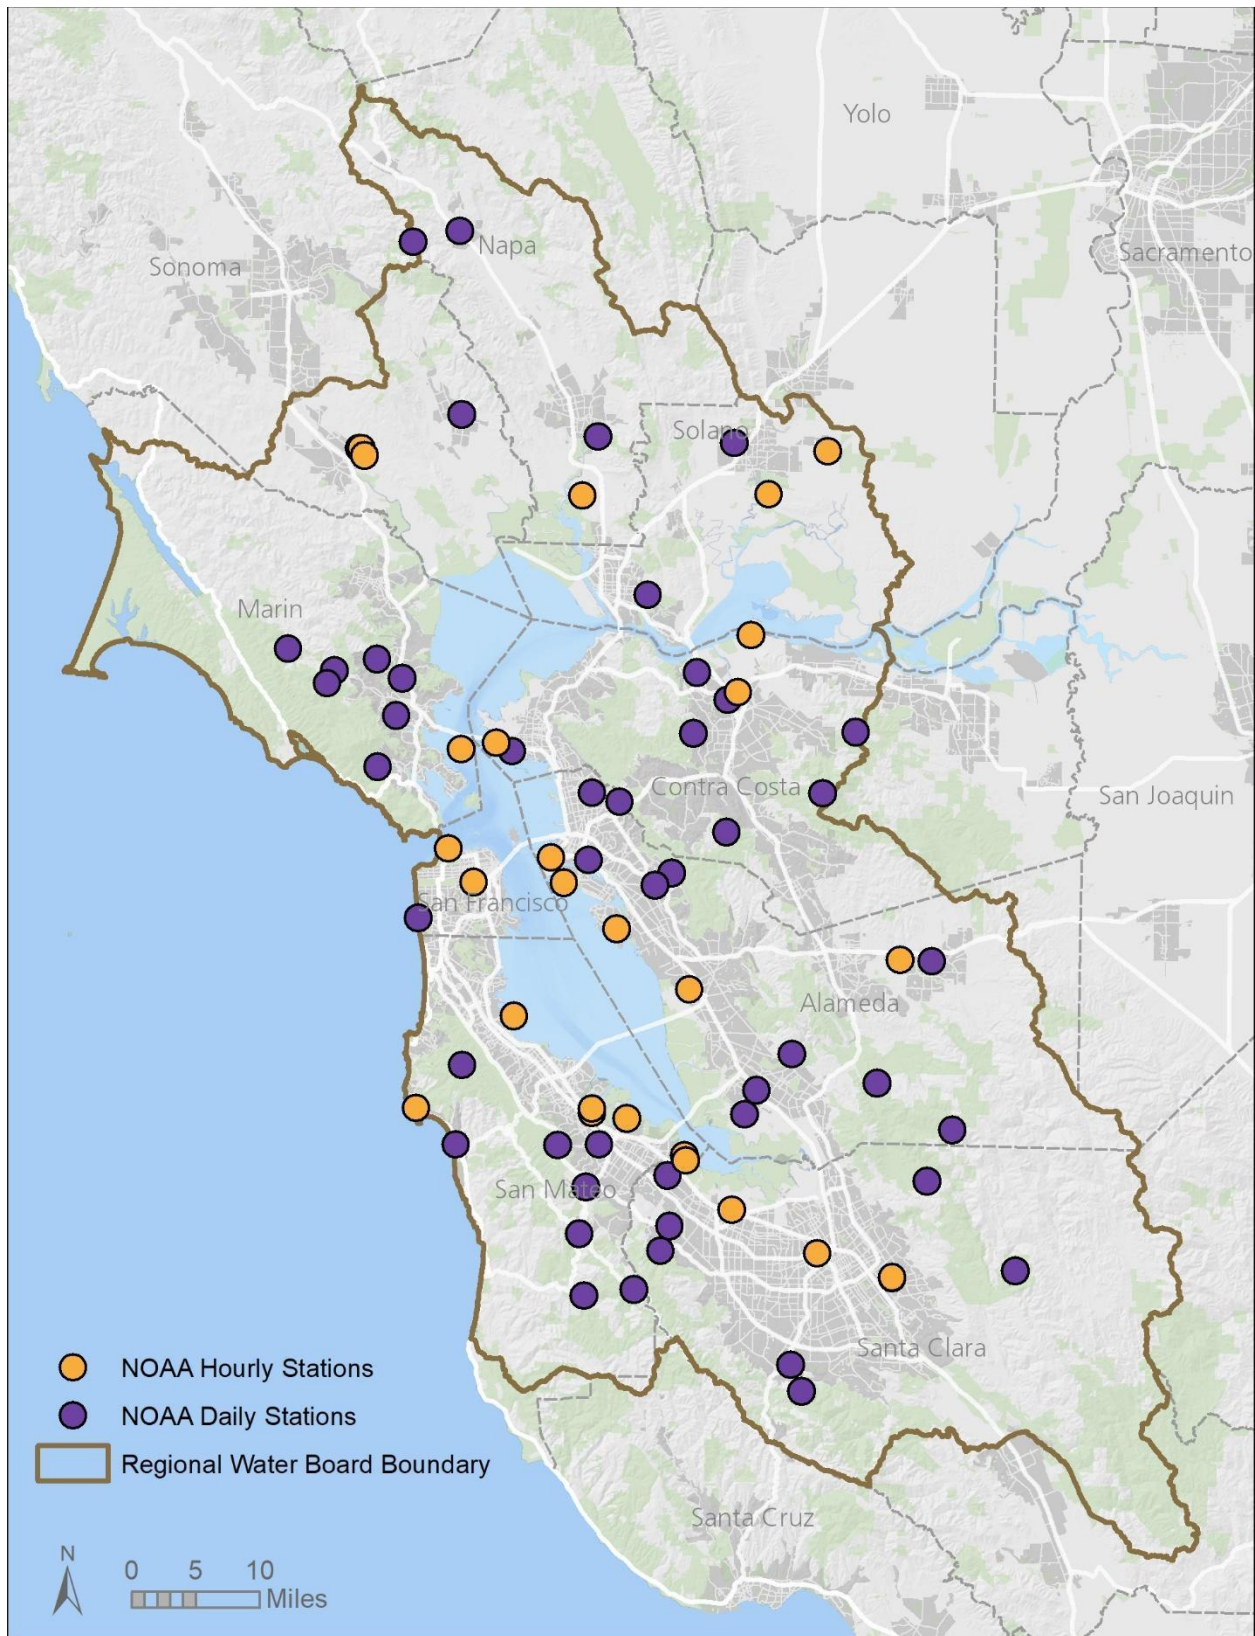 Yolo
Napa
Sonoma
Sacramento
Solano
Marin
Contra Costa
San Joaquin
San Francisco
Alameda
San Mateo
Santa Clara
NOAA Hourly Stations
NOAA Daily Stations
Regional Water Board Boundary
Santa Cruz
N
0 5 10
Miles